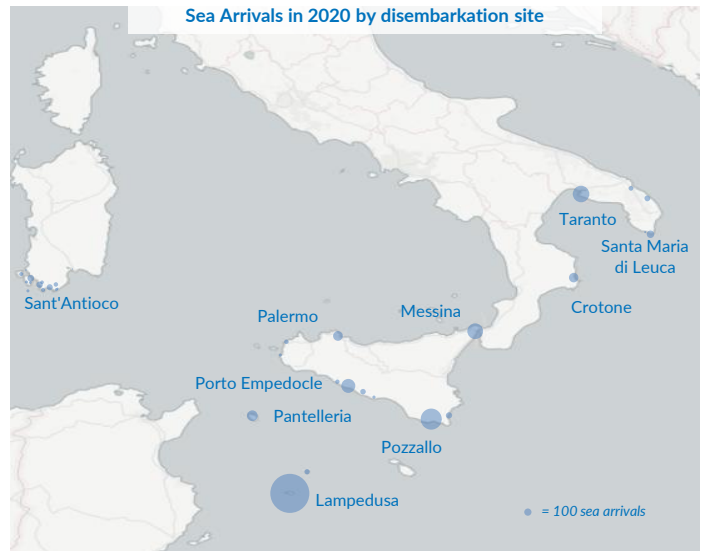 Sea Arrivals in 2020 by disembarkation site
Taranto
Santa Maria
di Leuca
Sant'Antioco
Crotone
Palermo
Messina
Porto Empedocle
Pantelleria
Pozzallo
Lampedusa
= 100 sea arrivals